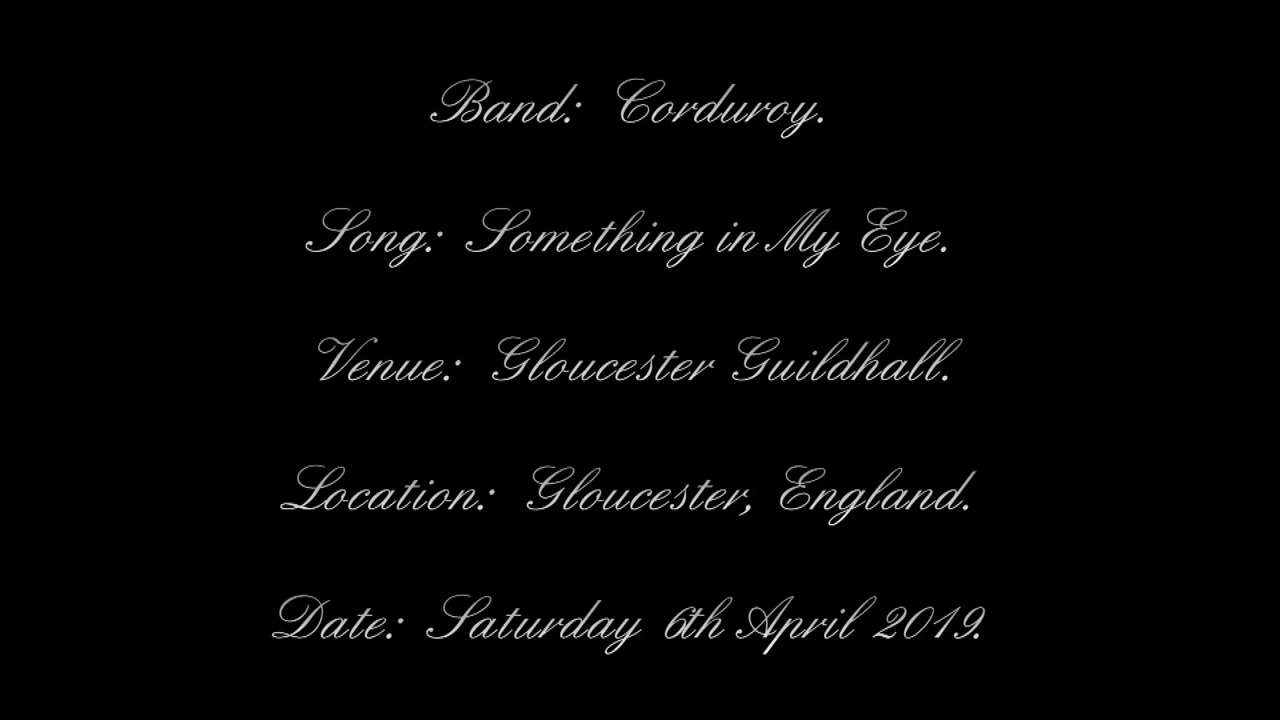 Band: Corduroy.
Song: Something in My Eye.
Venue: Gloucester Guildhall.
Location: Gloucester, England.
Date: Saturday 6th April 2019.